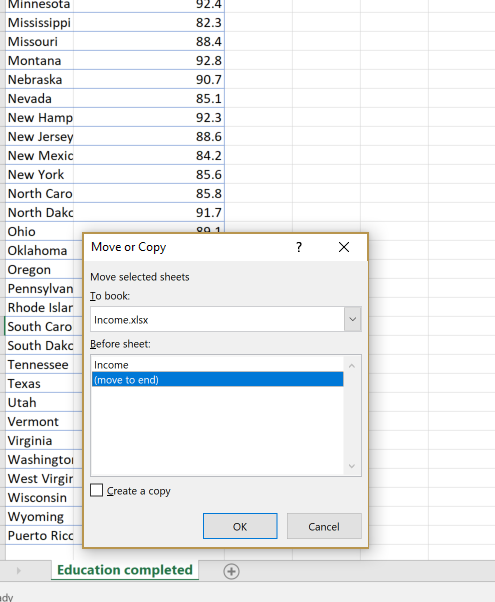 Minnesota 92.4
Mississippi 82.3
Missouri 88.4
Montana 92.8
Nebraska 90.7
Nevada 85.1
New Hamp 92.3
New Jersey 88.6
New Mexic 84.2
New York 85.6
North Caro 85.8
North Dakc 91.7
Ohio 89.1
Oklahoma
Oregon
Pennsylvan
Rhode Islar
South Caro
South Dakc
Tennessee
Texas
Utah
Vermont
Virginia
Washingto
West Virgir
Wisconsin
Wyoming
Puerto Ricc
Move or Copy ?
Move selected sheets
To book:
Income.xlsx
Before sheet:
Income
(move to end)
Create a copy
OK Cancel
Education completed
ady